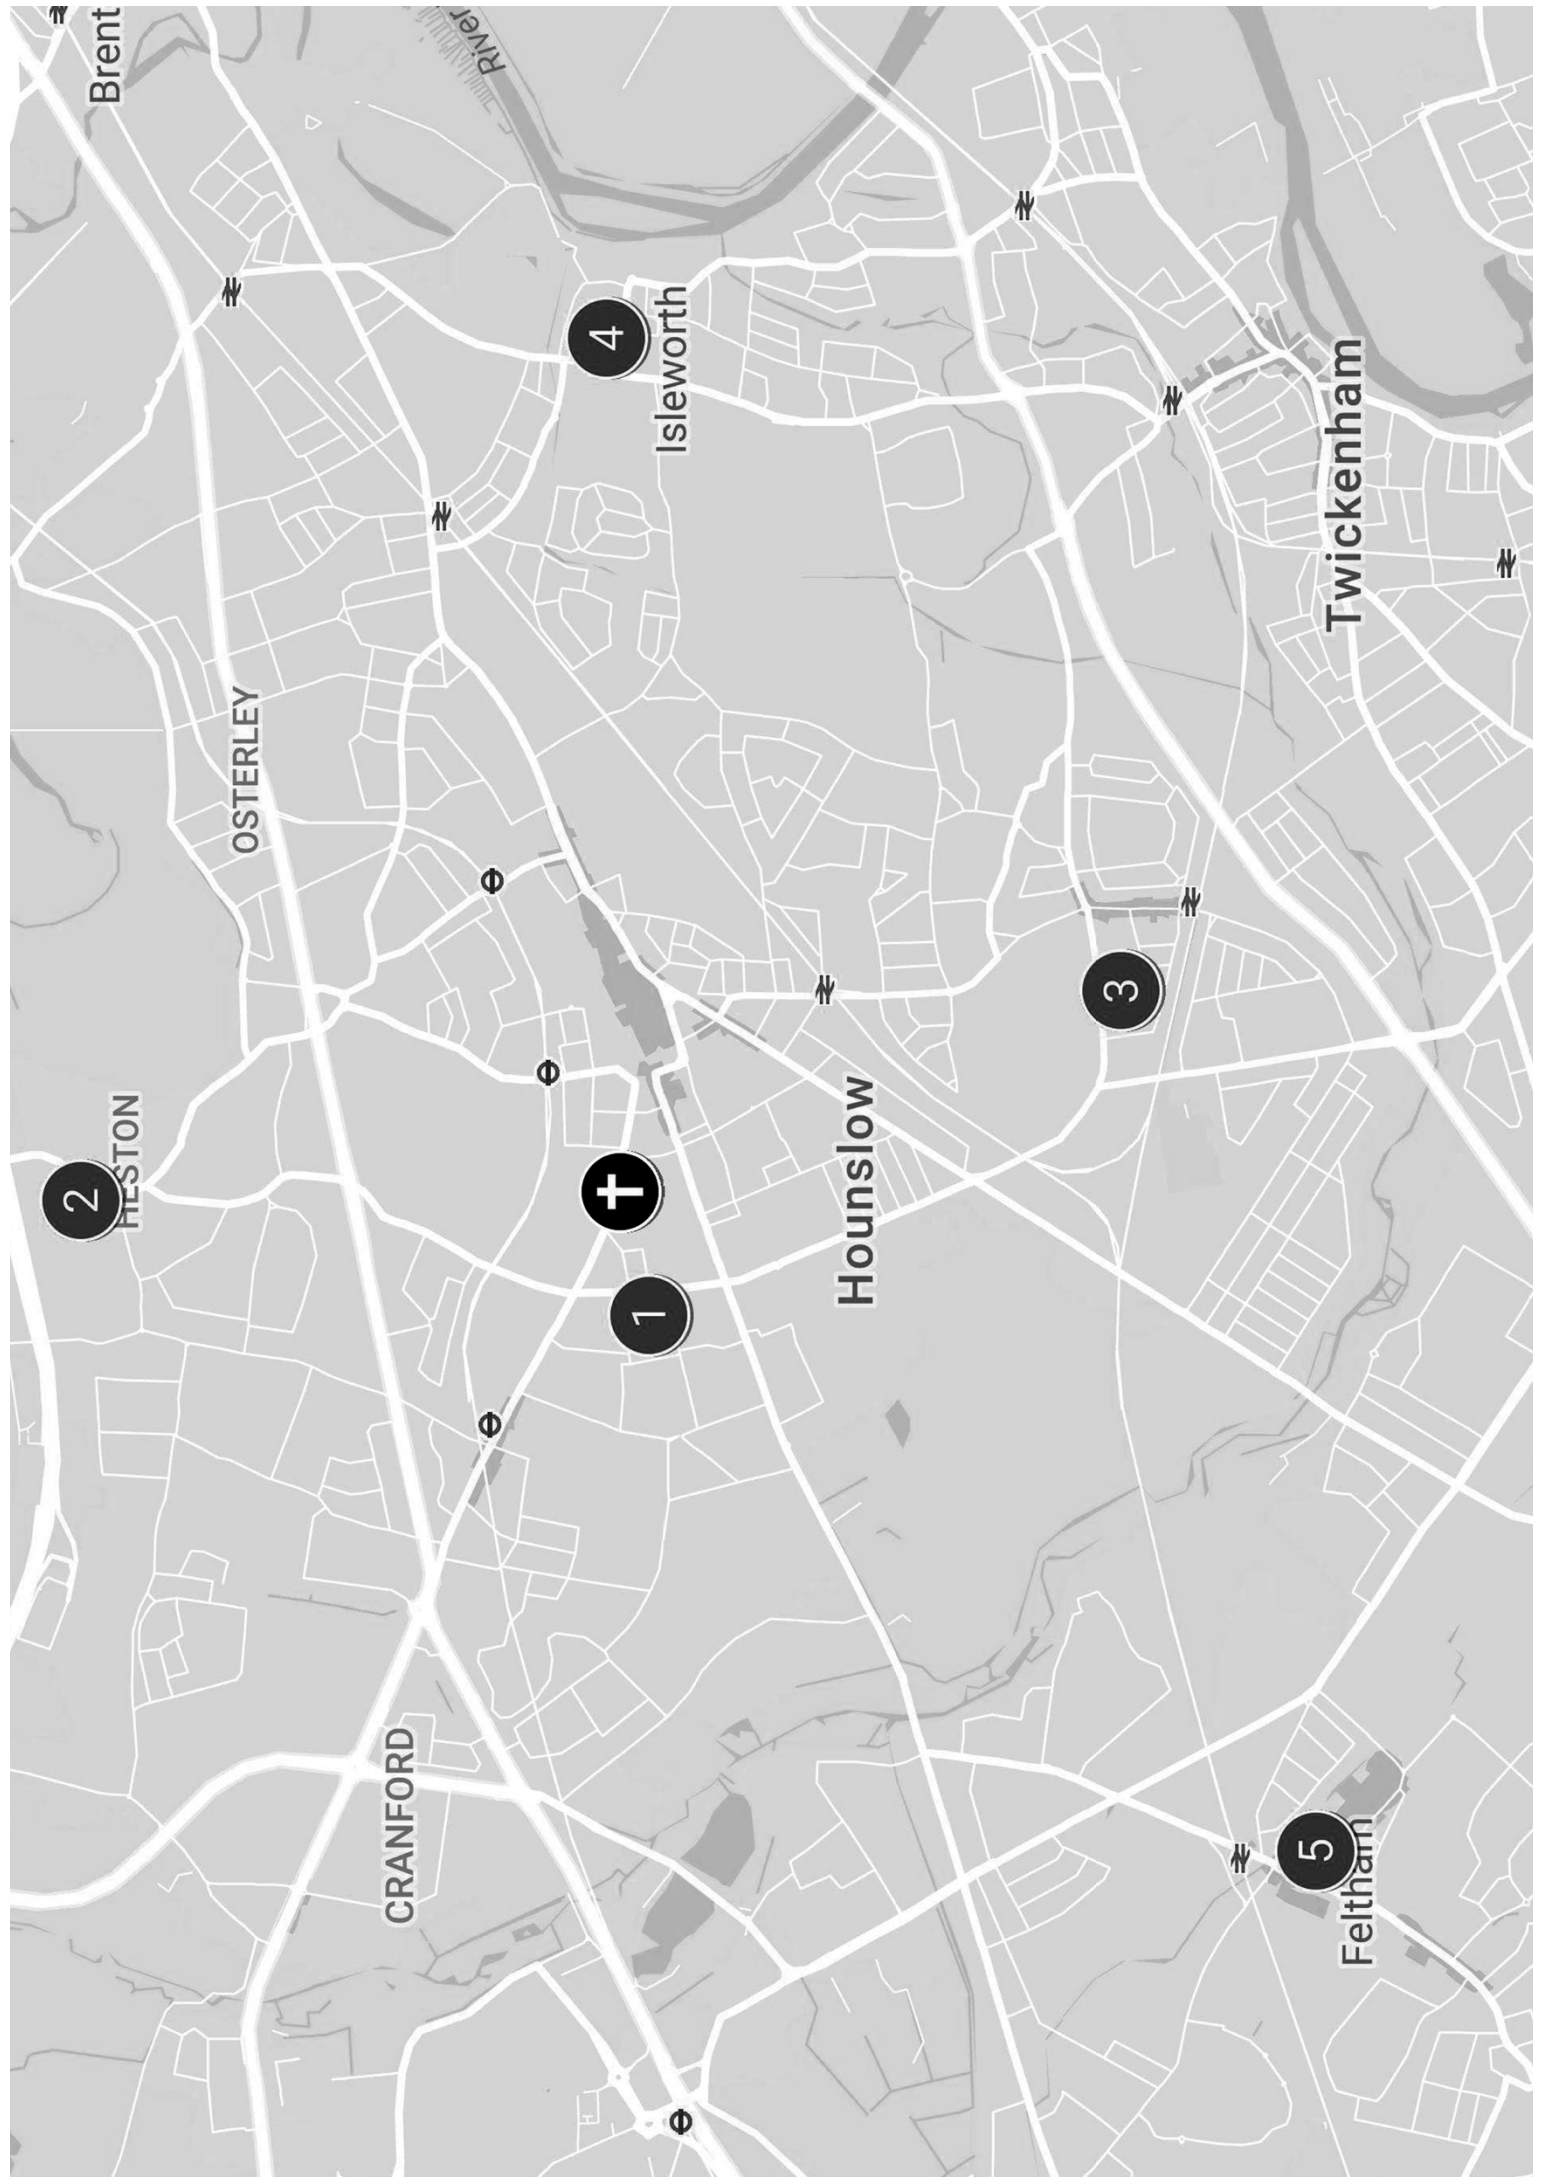 Brent
River
4
Isleworth
Twickenham
OSTERLEY
3
HESTON
2
Hounslow
1
CRANFORD
5
Feltham